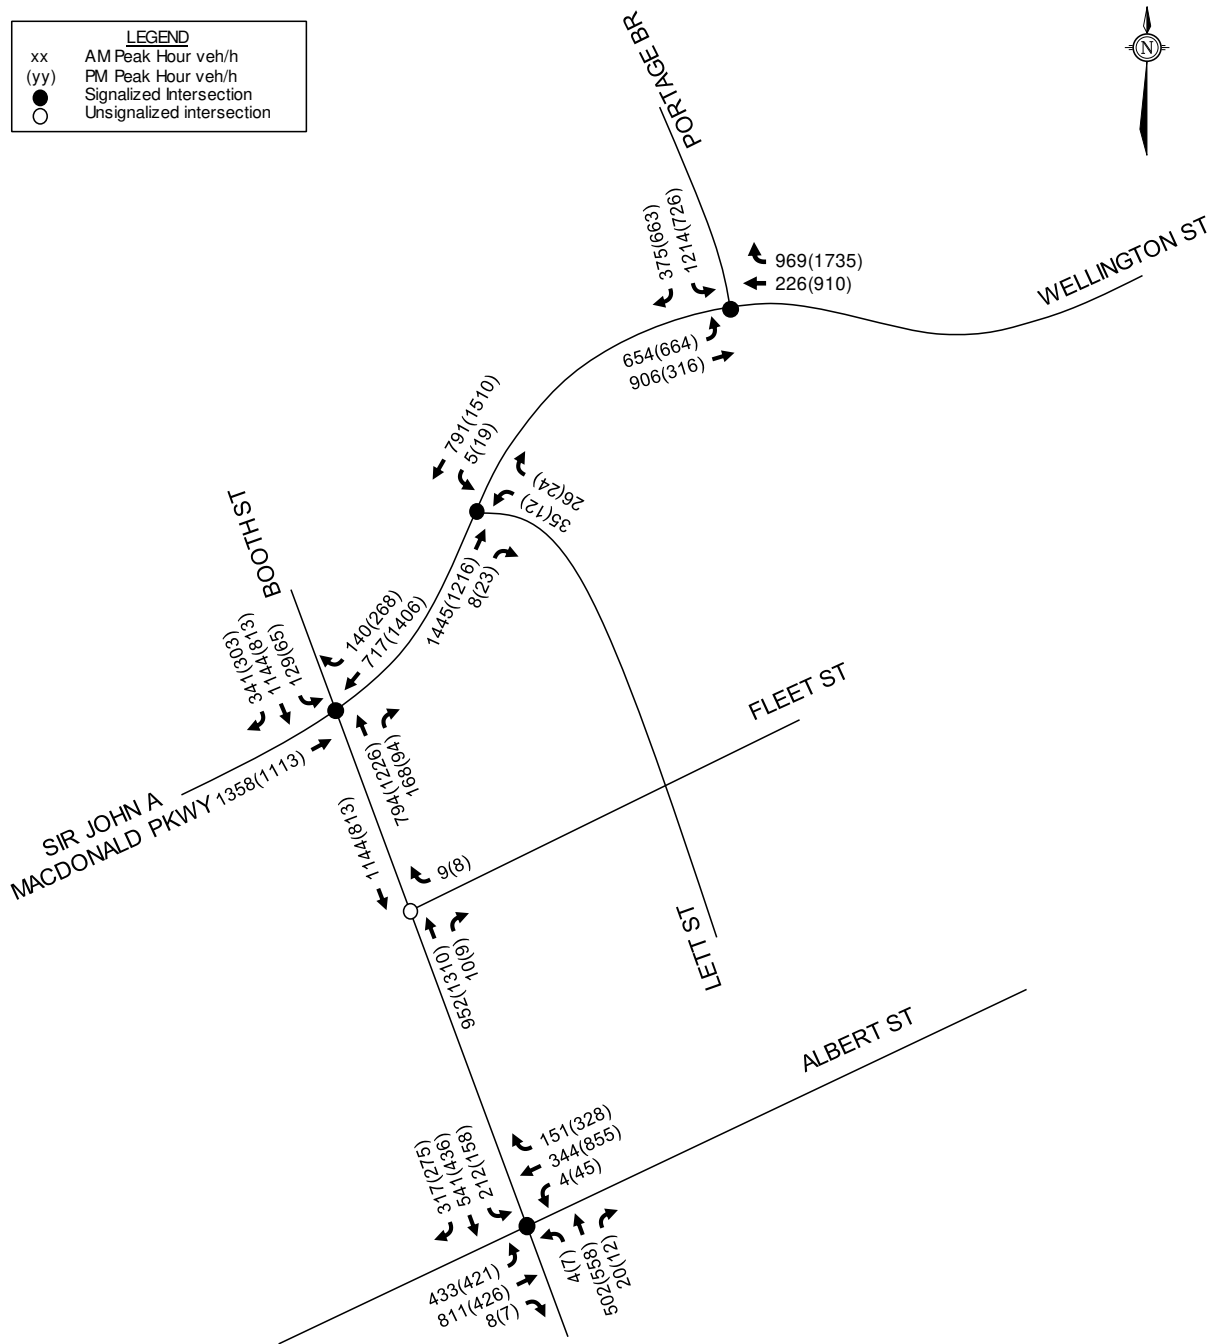 LEGEND
xx AM Peak Hour veh/h
(yy) PM Peak Hour veh/h
Signalized Intersection
Unsignalized intersection
N
PORTAGE BR
WELLINGTON ST
375(663)
1214(726)
969(1735)
226(910)
654(664)
906(316)
791(1510)
5(19)
26(24)
35(12)
1445(1216)
8(23)
BOOTH ST
341(303)
1144(813)
129(65)
140(268)
717(1406)
SIR JOHN A
MACDONALD PKWY
1358(1113)
794(1226)
168(94)
FLEET ST
1144(813)
9(8)
952(1310)
10(9)
LETT ST
ALBERT ST
317(275)
541(436)
212(158)
151(328)
344(855)
4(45)
433(421)
811(426)
8(7)
4(7)
502(558)
20(12)